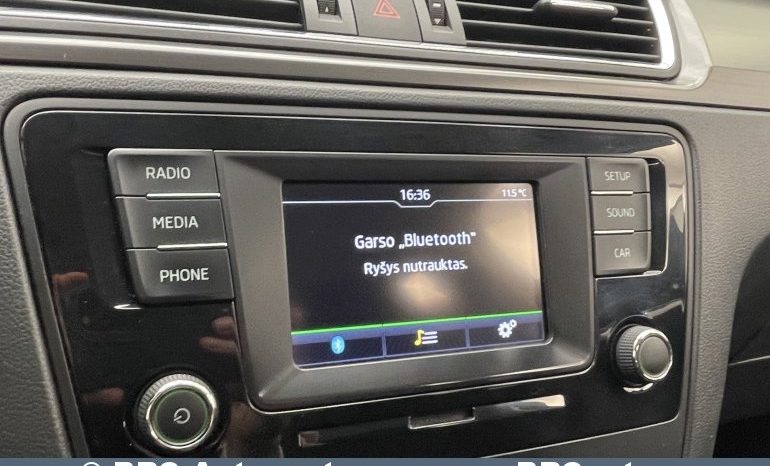 16:36
11.5 °C
RADIO
SETUP
MEDIA
Garso „Bluetooth"
SOUND
Ryšys nutrauktas.
PHONE
CAR